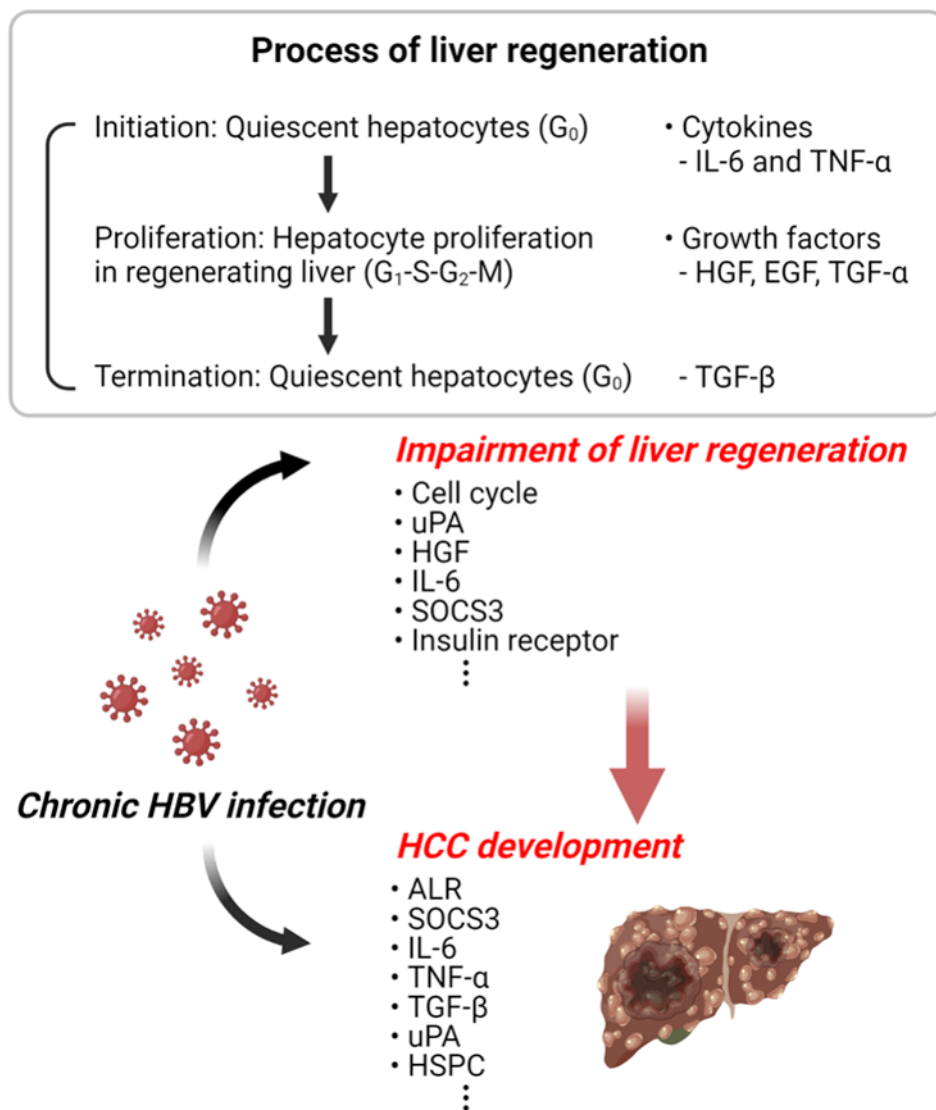 Process of liver regeneration
Initiation: Quiescent hepatocytes (G₀)
• Cytokines
- IL-6 and TNF-α
Proliferation: Hepatocyte proliferation
in regenerating liver (G₁-S-G₂-M)
• Growth factors
- HGF, EGF, TGF-α
Termination: Quiescent hepatocytes (G₀)
- TGF-β
Impairment of liver regeneration
• Cell cycle
• uPA
• HGF
• IL-6
• SOCS3
• Insulin receptor
⋮
Chronic HBV infection
HCC development
• ALR
• SOCS3
• IL-6
• TNF-α
• TGF-β
• uPA
• HSPC
⋮